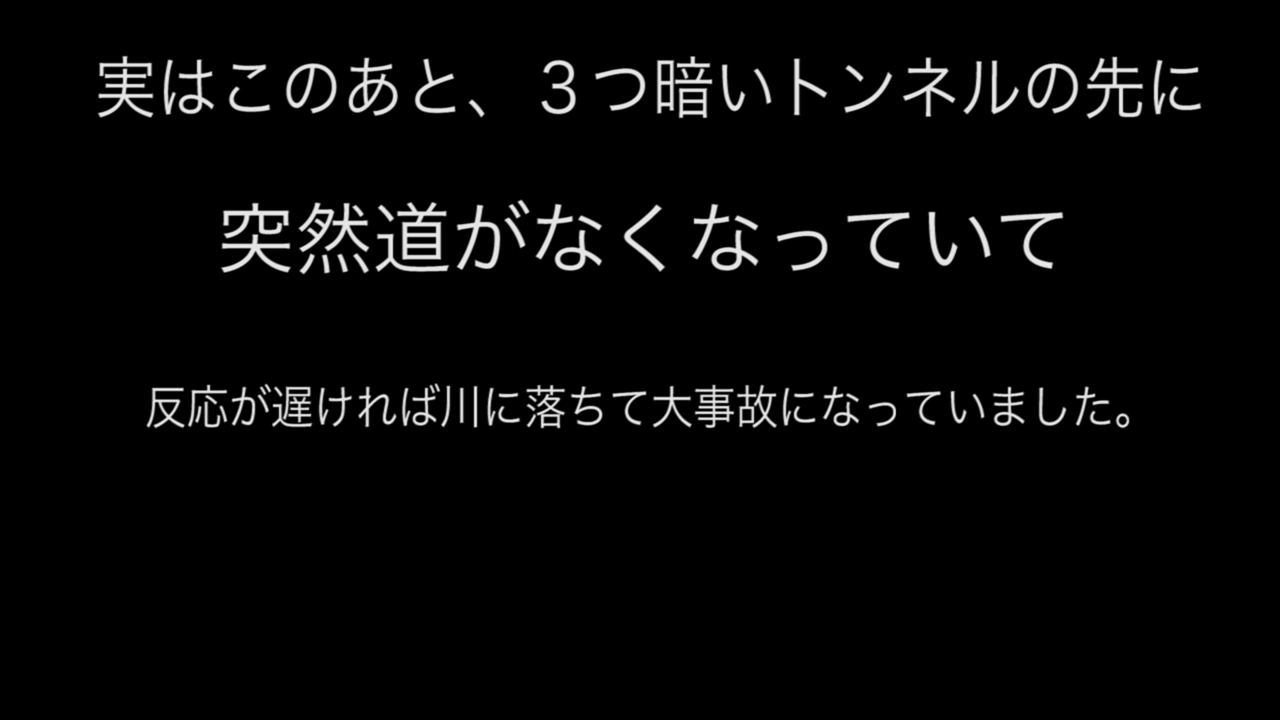 実はこのあと、３つ暗いトンネルの先に
突然道がなくなっていて
反応が遅ければ川に落ちて大事故になっていました。